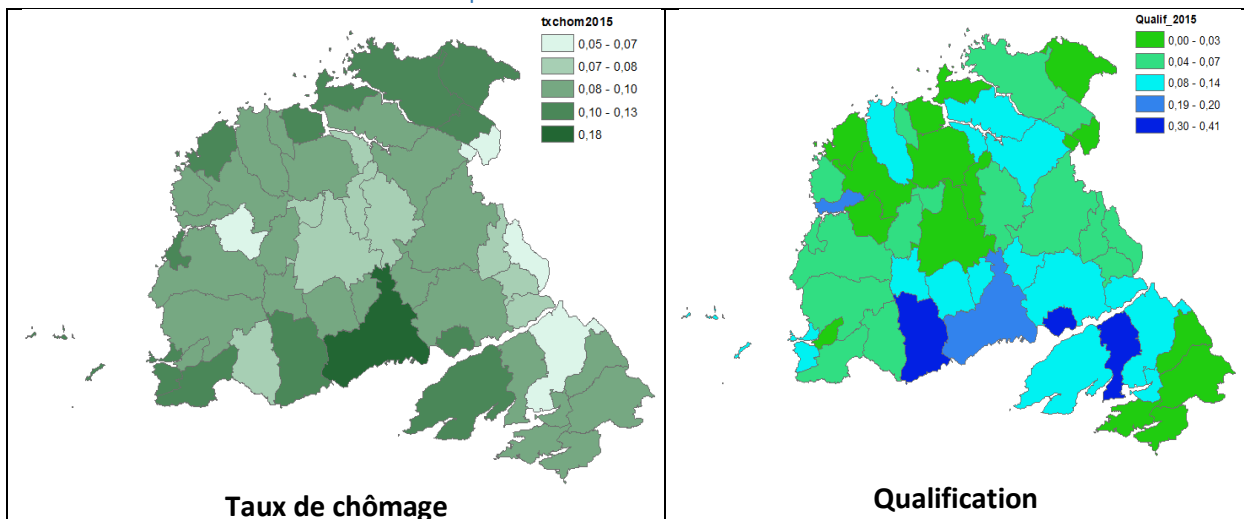 txchom2015
0,05 - 0,07
0,07 - 0,08
0,08 - 0,10
0,10 - 0,13
0,18
Taux de chômage
Qualif_2015
0,00 - 0,03
0,04 - 0,07
0,08 - 0,14
0,19 - 0,20
0,30 - 0,41
Qualification